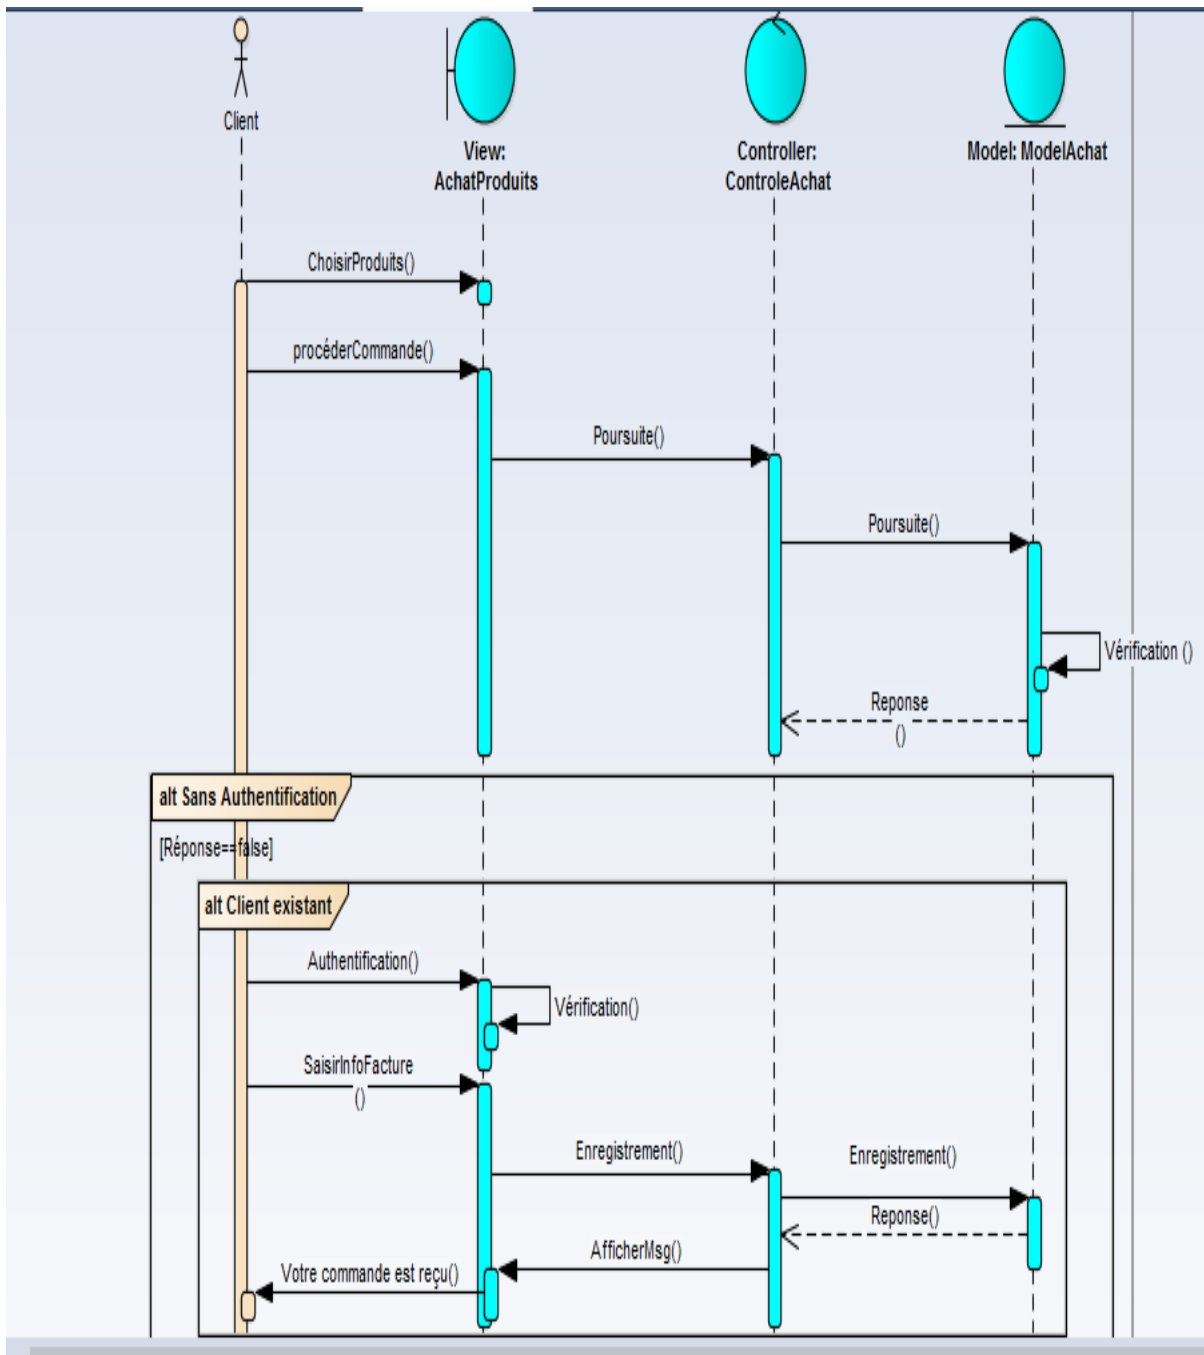 Client
View:
AchatProduits
Controller:
ControleAchat
Model: ModelAchat
ChoisirProduits()
procéderCommande()
Poursuite()
Poursuite()
Vérification ()
Reponse
()
alt Sans Authentification
[Réponse==false]
alt Client existant
Authentification()
Vérification()
SaisirInfoFacture
()
Enregistrement()
Enregistrement()
Reponse()
AfficherMsg()
Votre commande est reçu()